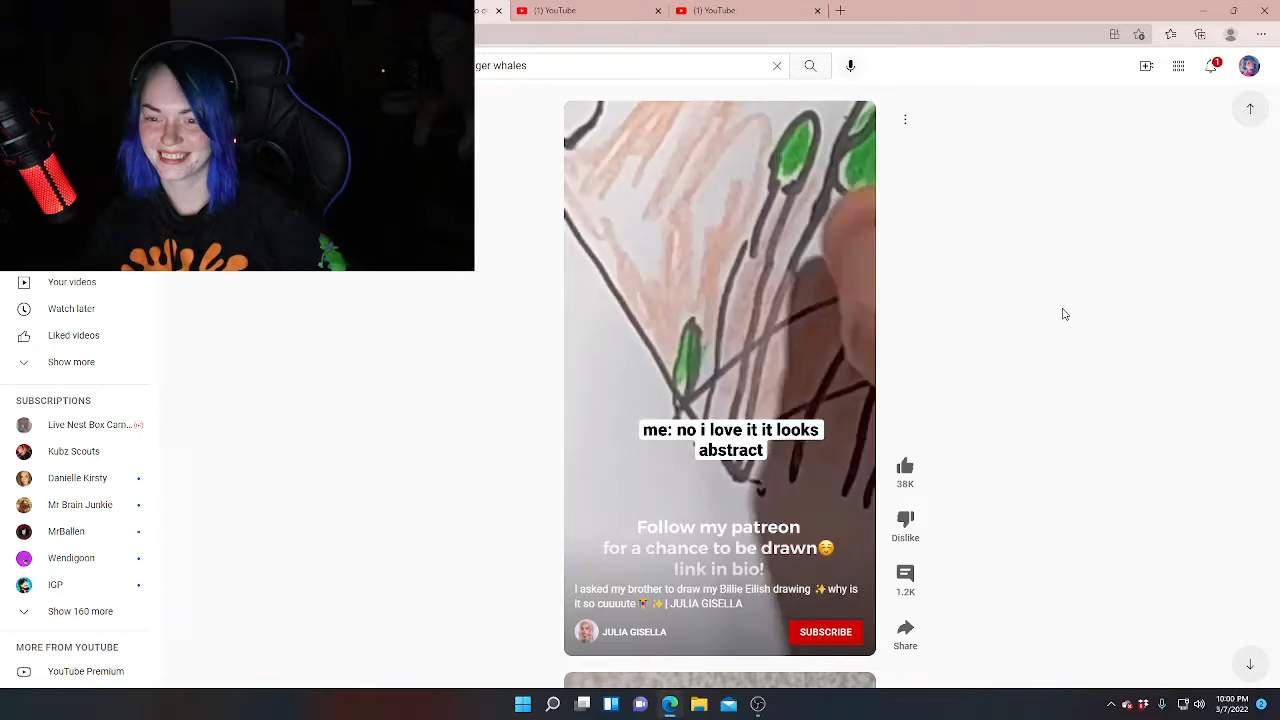 (1) YouTube
(1) YouTube
ger whales
1
Your videos
Watch later
Liked videos
Show more
SUBSCRIPTIONS
Live Nest Box Cam...
Kubz Scouts
Danielle Kirsty
Mr Brain Junkie
MrBallen
Wendigoon
IGP
Show 160 more
MORE FROM YOUTUBE
YouTube Premium
me: no i love it it looks
abstract
Follow my patreon
for a chance to be drawn😌
link in bio!
I asked my brother to draw my Billie Eilish drawing ✨why is
it so cuuuute ✨| JULIA GISELLA
JULIA GISELLA
SUBSCRIBE
38K
Dislike
1.2K
Share
10:00 PM
3/7/2022
2